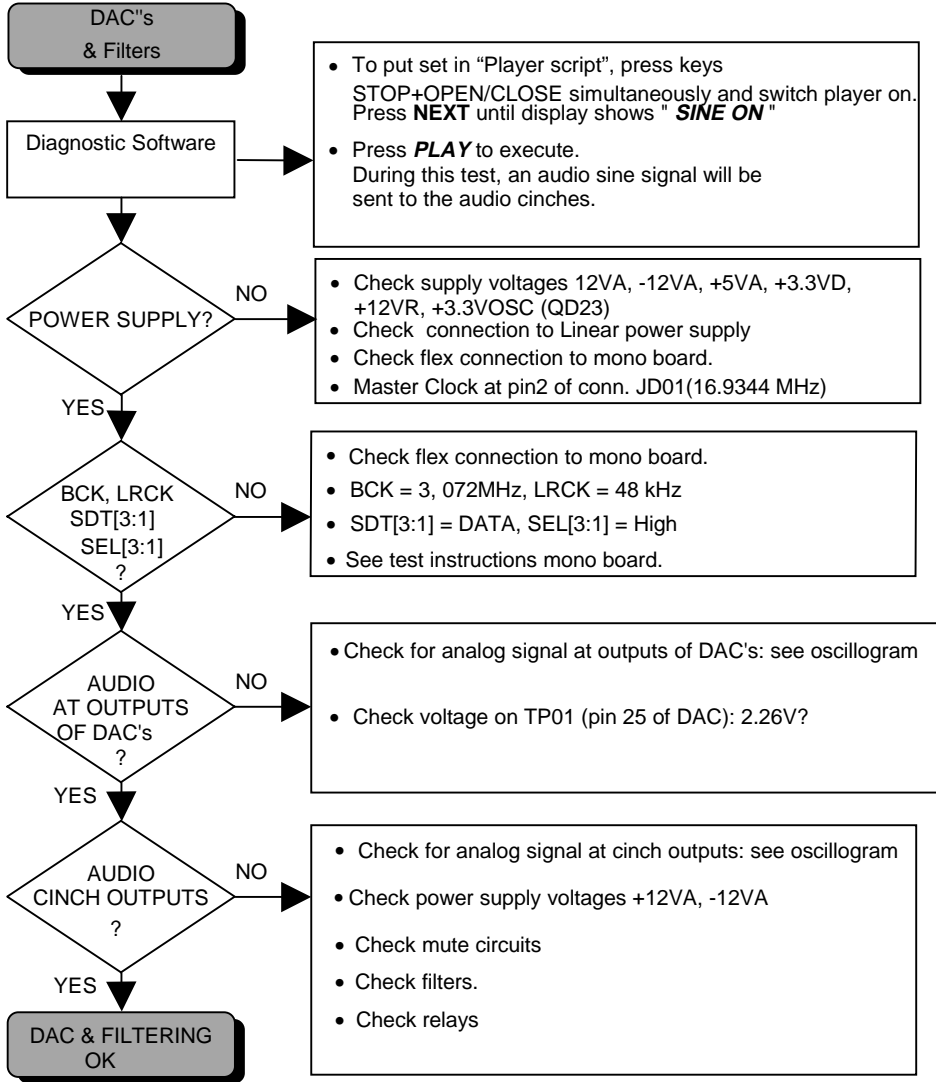 DAC"s
& Filters
• To put set in “Player script”, press keys
STOP+OPEN/CLOSE simultaneously and switch player on.
Press NEXT until display shows " SINE ON "
Diagnostic Software
• Press PLAY to execute.
During this test, an audio sine signal will be
sent to the audio cinches.
POWER SUPPLY?
NO
• Check supply voltages 12VA, -12VA, +5VA, +3.3VD,
+12VR, +3.3VOSC (QD23)
• Check connection to Linear power supply
• Check flex connection to mono board.
• Master Clock at pin2 of conn. JD01(16.9344 MHz)
YES
BCK, LRCK
SDT[3:1]
SEL[3:1]
?
NO
• Check flex connection to mono board.
• BCK = 3, 072MHz, LRCK = 48 kHz
• SDT[3:1] = DATA, SEL[3:1] = High
• See test instructions mono board.
YES
AUDIO
AT OUTPUTS
OF DAC's
?
NO
• Check for analog signal at outputs of DAC's: see oscillogram
• Check voltage on TP01 (pin 25 of DAC): 2.26V?
YES
AUDIO
CINCH OUTPUTS
?
NO
• Check for analog signal at cinch outputs: see oscillogram
• Check power supply voltages +12VA, -12VA
• Check mute circuits
• Check filters.
• Check relays
YES
DAC & FILTERING
OK